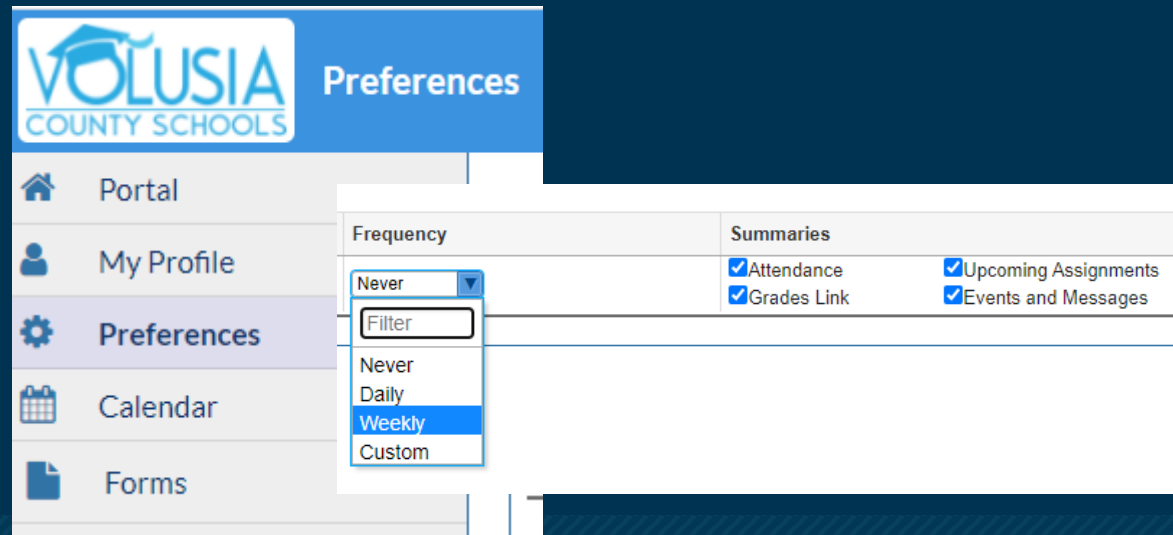 VOLUSIA
COUNTY SCHOOLS
Preferences
Portal
My Profile
Preferences
Calendar
Forms
Frequency
Summaries
Never
Attendance
Upcoming Assignments
Grades Link
Events and Messages
Filter
Never
Daily
Weekly
Custom